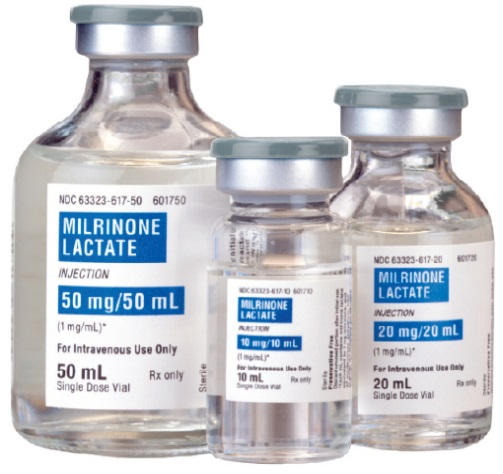 NDC 63323-617-50 601750
MILRINONE
LACTATE
INJECTION
50 mg/50 mL
(1 mg/mL)*
For Intravenous Use Only
50 mL
Rx only
Single Dose Vial
Sterile
NDC 63323-617-10 601710
MILRINONE
LACTATE
INJECTION
10 mg/10 mL
(1 mg/mL)*
For Intravenous Use Only
10 mL
Rx only
Single Dose Vial
Sterile
Preservative Free
NDC 63323-617-20 601720
MILRINONE
LACTATE
INJECTION
20 mg/20 mL
(1 mg/mL)*
For Intravenous Use Only
20 mL
Rx only
Single Dose Vial